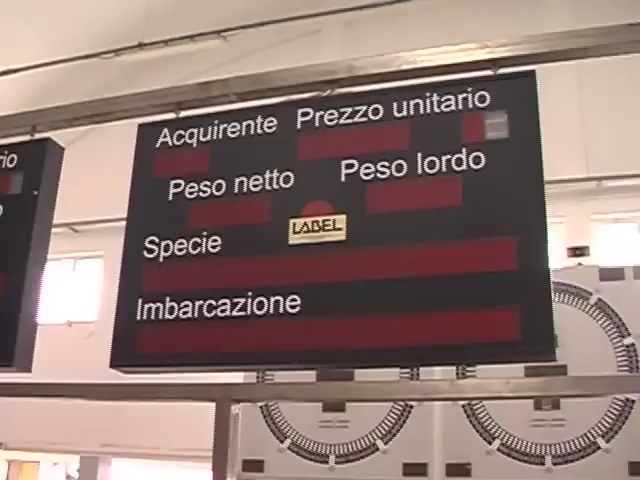 Acquirente Prezzo unitario
Peso netto Peso lordo
LABEL
Specie
Imbarcazione